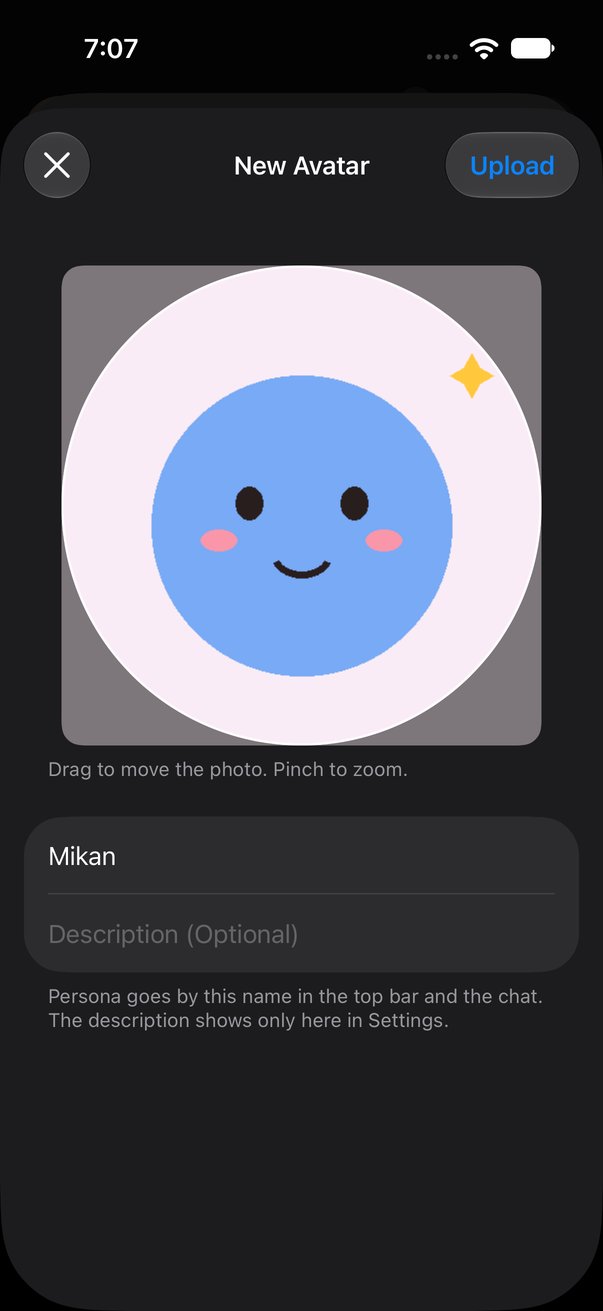 7:07
New Avatar
Upload
Drag to move the photo. Pinch to zoom.
Mikan
Description (Optional)
Persona goes by this name in the top bar and the chat.
The description shows only here in Settings.